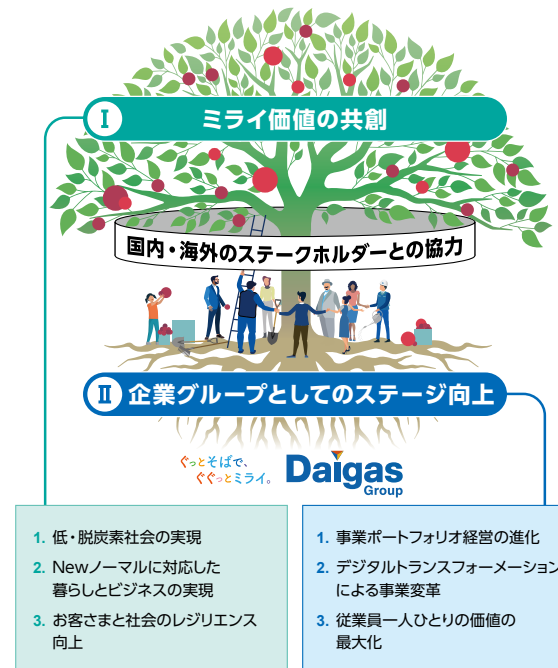 Ⅰ ミライ価値の共創
国内・海外のステークホルダーとの協力
Ⅱ 企業グループとしてのステージ向上
ぐっとそばで、
ぐぐっとミライ。
Daigas
Group
1. 低・脱炭素社会の実現
2. Newノーマルに対応した
暮らしとビジネスの実現
3. お客さまと社会のレジリエンス
向上
1. 事業ポートフォリオ経営の進化
2. デジタルトランスフォーメーション
による事業変革
3. 従業員一人ひとりの価値の
最大化